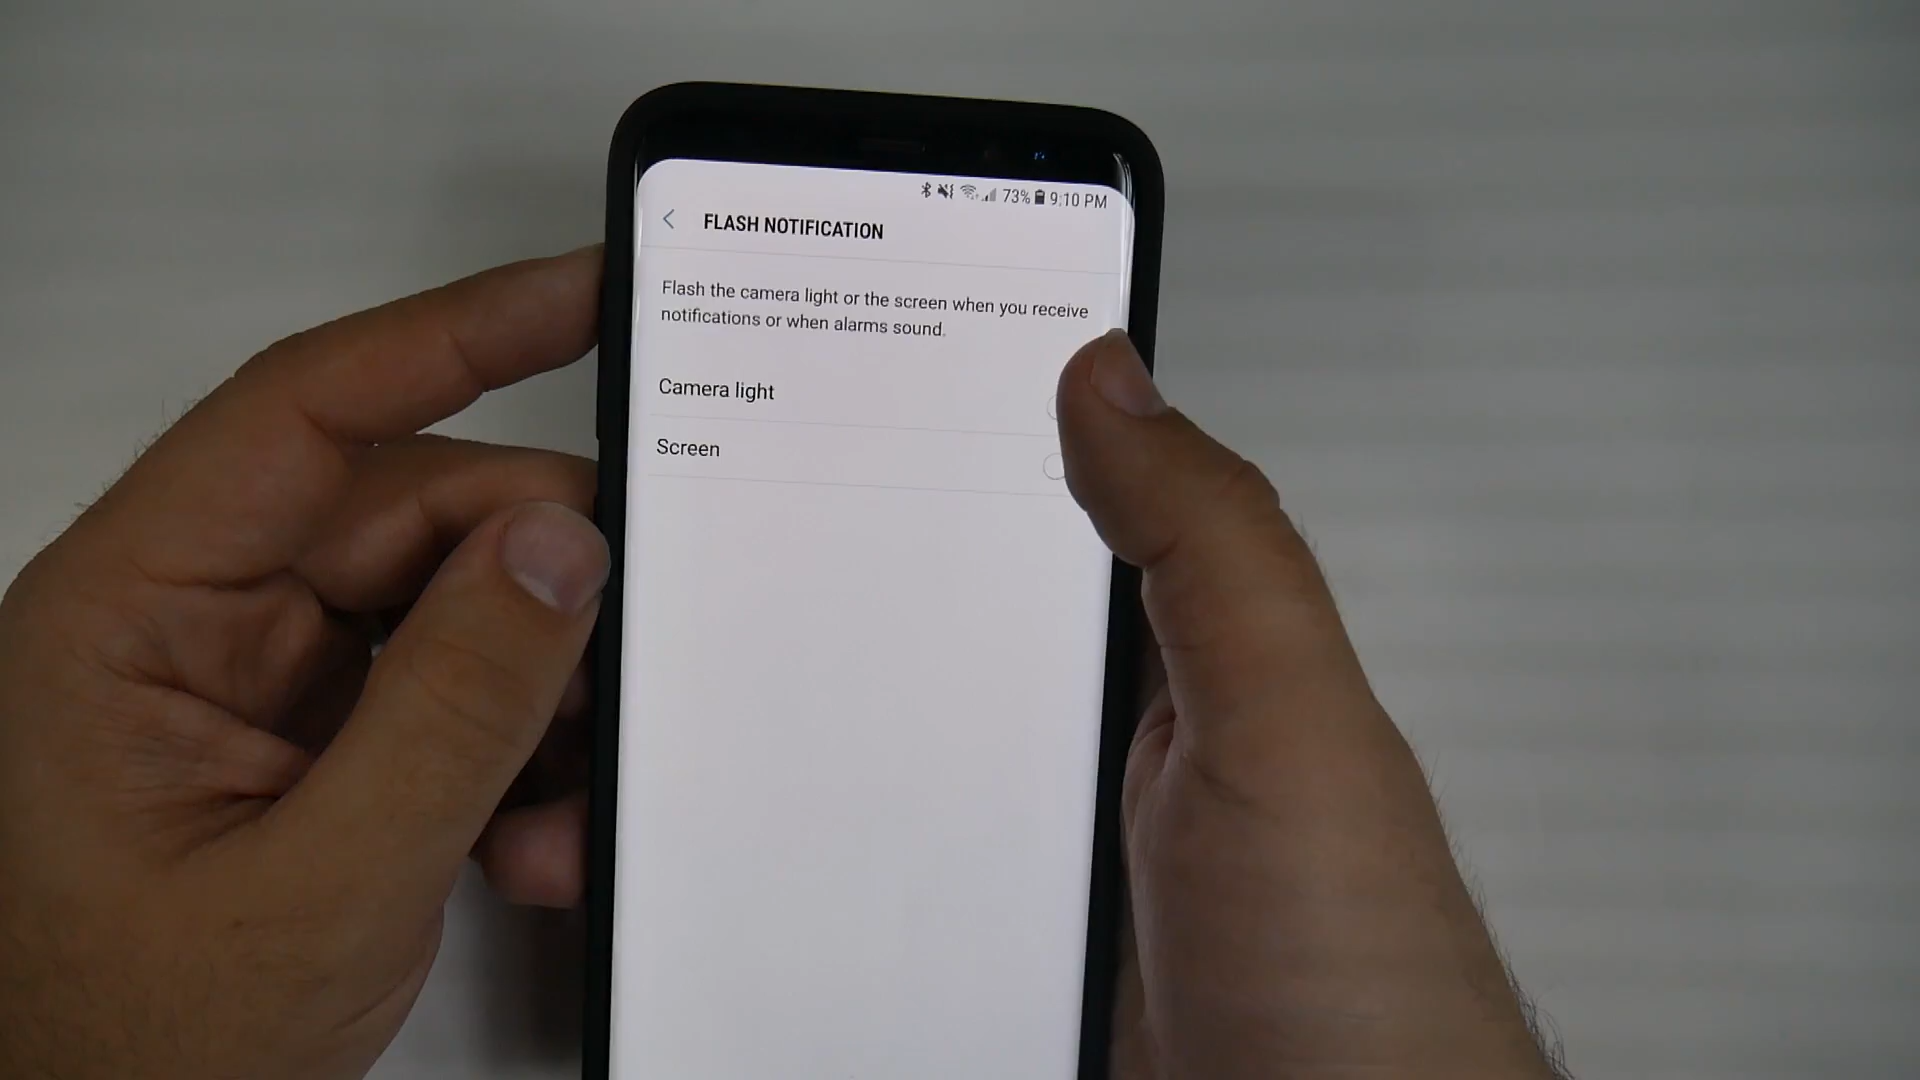 73% 9:10 PM
FLASH NOTIFICATION
Flash the camera light or the screen when you receive
notifications or when alarms sound.
Camera light
Screen